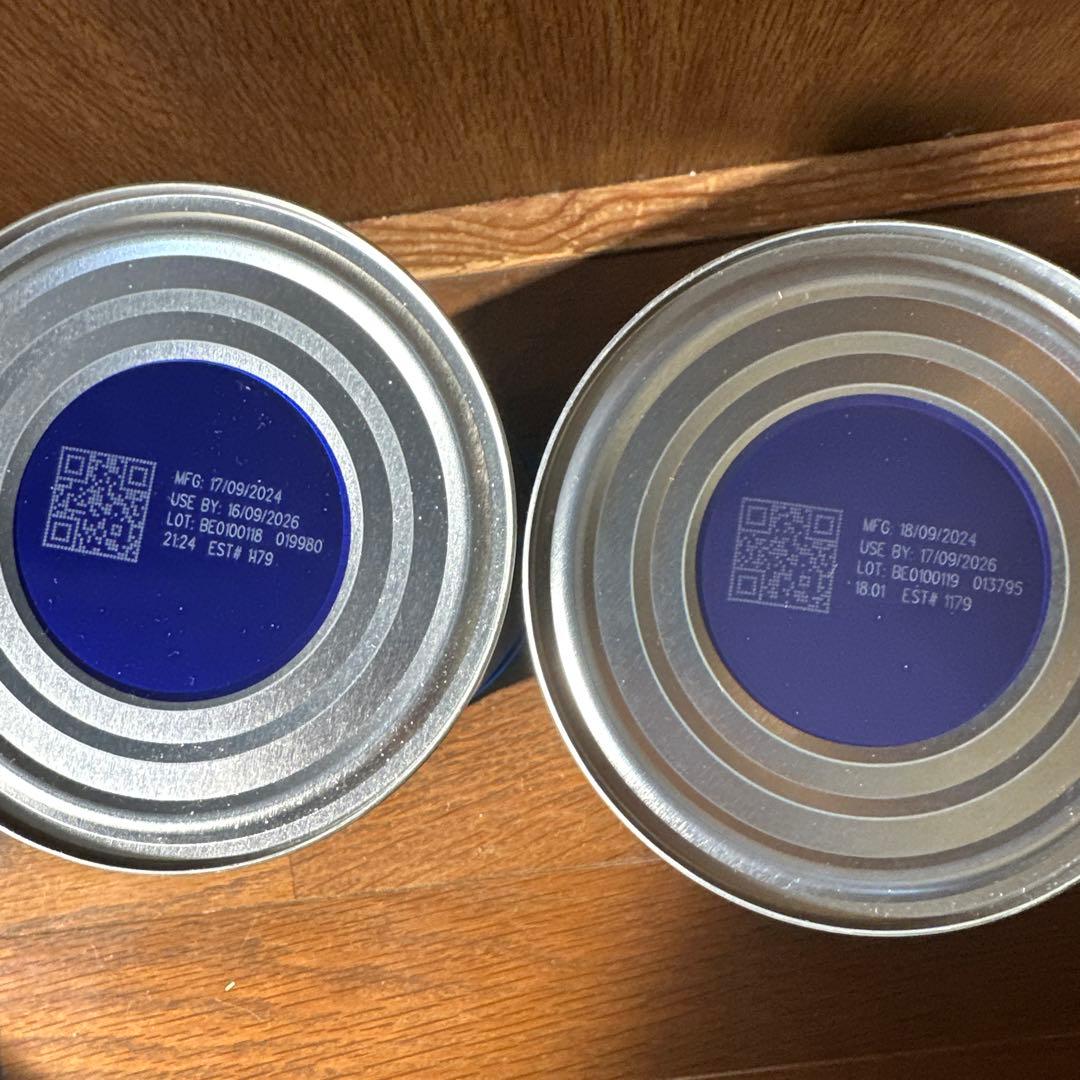 MFG: 17/09/2024
USE BY: 16/09/2026
LOT: BE0100118 019980
21:24 EST# 1179
MFG: 18/09/2024
USE BY: 17/09/2026
LOT: BE0100119 013795
18:01 EST# 1179